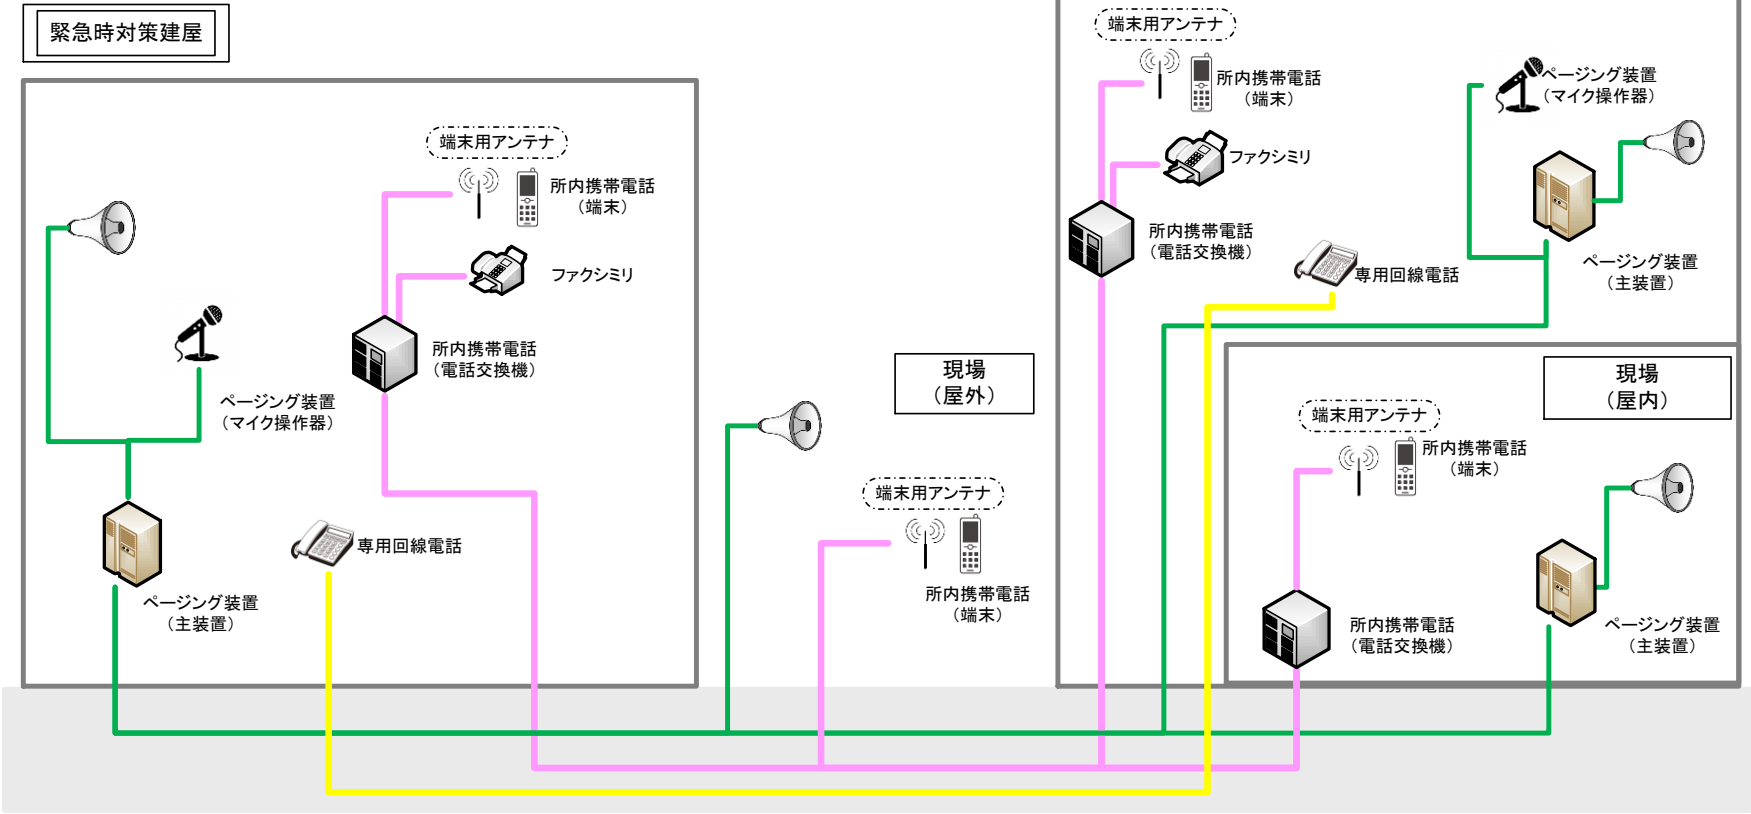 緊急時対策建屋
端末用アンテナ
所内携帯電話
（端末）
ファクシミリ
所内携帯電話
（電話交換機）
ページング装置
（マイク操作器）
専用回線電話
ページング装置
（主装置）
現場
（屋外）
端末用アンテナ
所内携帯電話
（端末）
端末用アンテナ
所内携帯電話
（端末）
ファクシミリ
所内携帯電話
（電話交換機）
専用回線電話
ページング装置
（マイク操作器）
ページング装置
（主装置）
現場
（屋内）
端末用アンテナ
所内携帯電話
（端末）
所内携帯電話
（電話交換機）
ページング装置
（主装置）